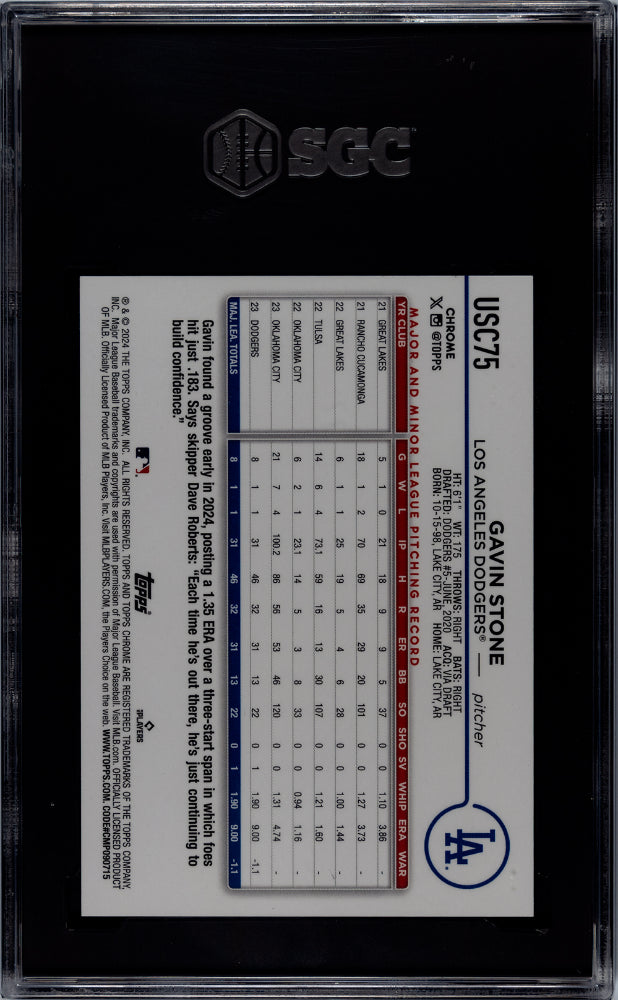 SGC
USC75
CHROME
@TOPPS
GAVIN STONE
LOS ANGELES DODGERS® — pitcher
HT: 6'1" WT: 175 THROWS: RIGHT BATS: RIGHT
DRAFTED: DODGERS #5-JUNE, 2020 ACQ: VIA DRAFT
BORN: 10-15-98, LAKE CITY, AR HOME: LAKE CITY, AR
LA
MAJOR AND MINOR LEAGUE PITCHING RECORD
YR CLUB G W L IP H R ER BB SO SHO SV WHIP ERA WAR
21 GREAT LAKES 5 1 0 21 18 9 9 5 37 0 0 1.10 3.86 -
21 RANCHO CUCAMONGA 18 1 2 70 69 35 29 20 101 0 0 1.27 3.73 -
22 GREAT LAKES 6 1 1 25 19 5 4 6 28 0 0 1.00 1.44 -
22 TULSA 14 6 4 73.1 59 16 13 30 107 0 0 1.21 1.60 -
22 OKLAHOMA CITY 6 2 1 23.1 14 5 3 8 33 0 0 0.94 1.16 -
23 OKLAHOMA CITY 21 7 4 100.2 86 56 53 46 120 0 0 1.31 4.74 -
23 DODGERS 8 1 1 31 46 32 31 13 22 0 1 1.90 9.00 -1.1
MAJ. LEA. TOTALS 8 1 1 31 46 32 31 13 22 0 1 1.90 9.00 -1.1
Gavin found a groove early in 2024, posting a 1.35 ERA over a three-start span in which foes
hit just .183. Says skipper Dave Roberts: "Each time he's out there, he's just continuing to
build confidence."
Topps®
PLAYERS
® & © 2024 THE TOPPS COMPANY, INC. ALL RIGHTS RESERVED. TOPPS AND TOPPS CHROME ARE REGISTERED TRADEMARKS OF THE TOPPS COMPANY,
INC. Major League Baseball trademarks and copyrights are used with permission of Major League Baseball. Visit MLB.com. OFFICIALLY LICENSED PRODUCT
OF MLB. Officially Licensed Product of MLB Players, Inc. Visit MLBPLAYERS.COM, the Players Choice on the web. WWW.TOPPS.COM. CODE#CMP090715